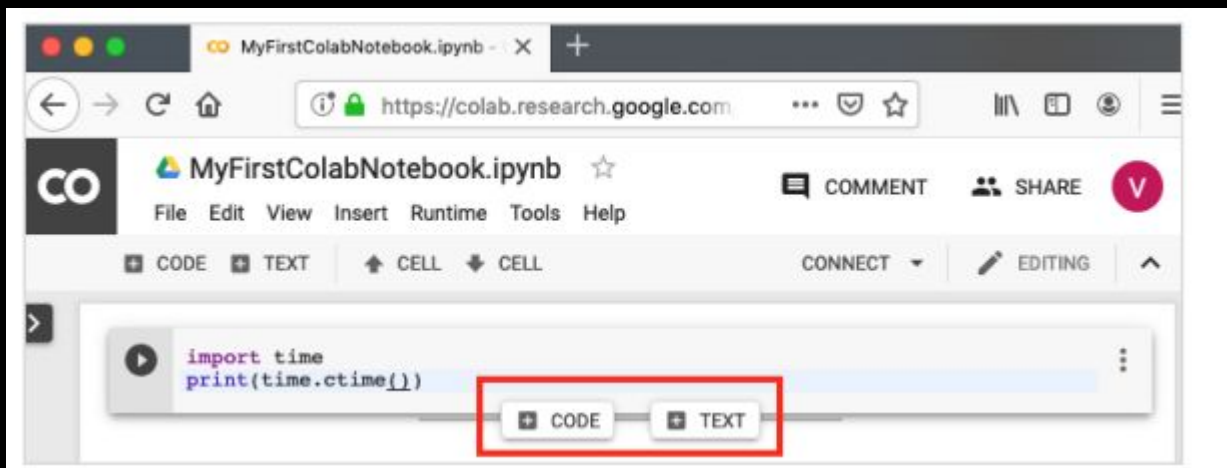 CO MyFirstColabNotebook.ipynb -
https://colab.research.google.com
CO MyFirstColabNotebook.ipynb
COMMENT SHARE V
File Edit View Insert Runtime Tools Help
CODE TEXT CELL CELL CONNECT EDITING
import time
print(time.ctime())
CODE TEXT